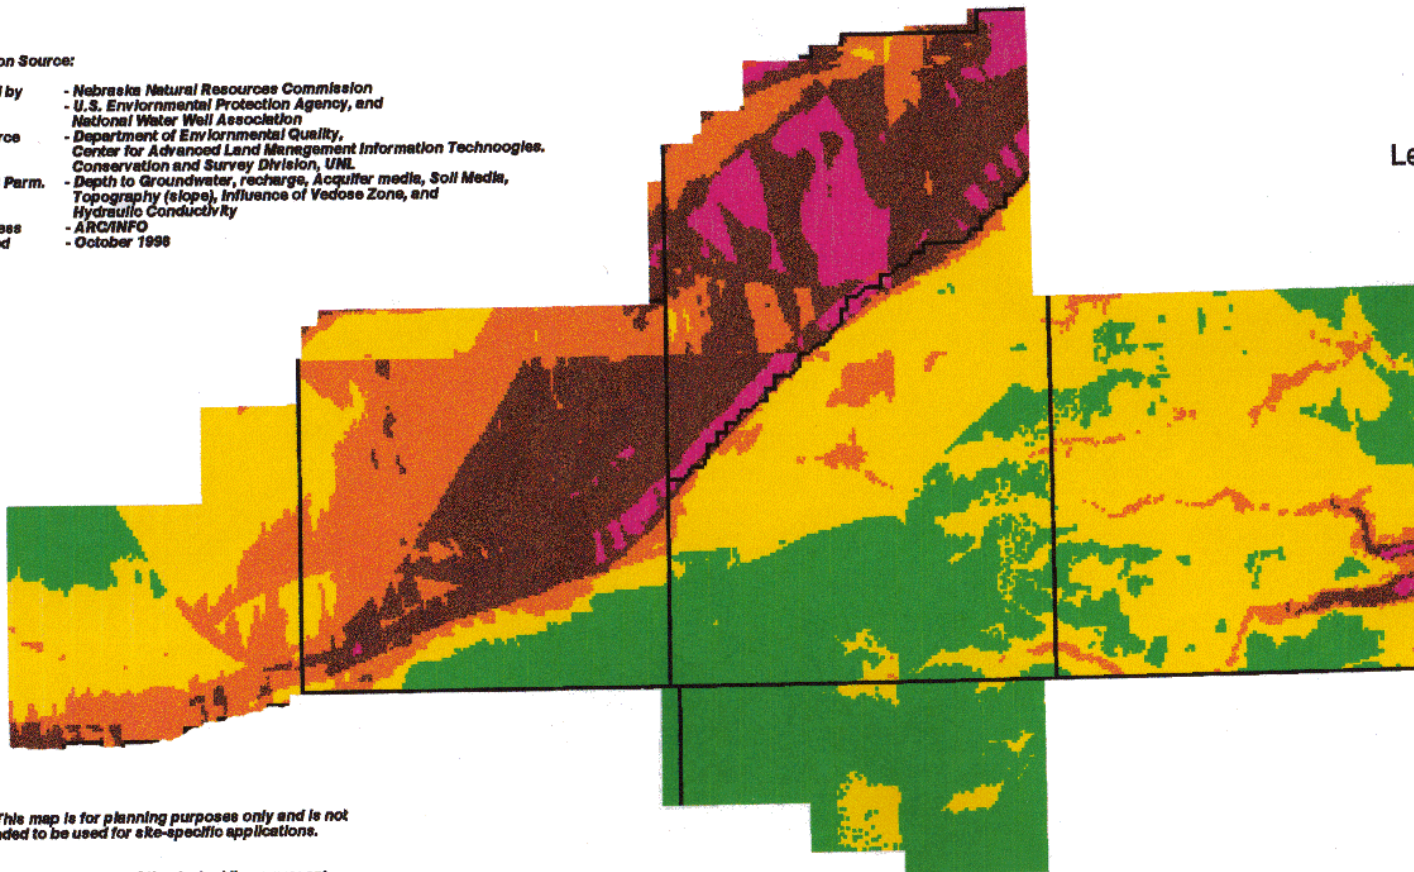 on Source:
by - Nebraska Natural Resources Commission
- U.S. Enviornmental Protection Agency, and
National Water Well Association
rce - Department of Enviornmental Quality,
Center for Advanced Land Management Information Technoogies.
Conservation and Survey Division, UNL
Parm. - Depth to Groundwater, recharge, Acquifer media, Soil Media,
Topography (slope), Influence of Vadose Zone, and
Hydraulic Conductivity
ess - ARC/INFO
ed - October 1998
Le
This map is for planning purposes only and is not
nded to be used for site-specific applications.